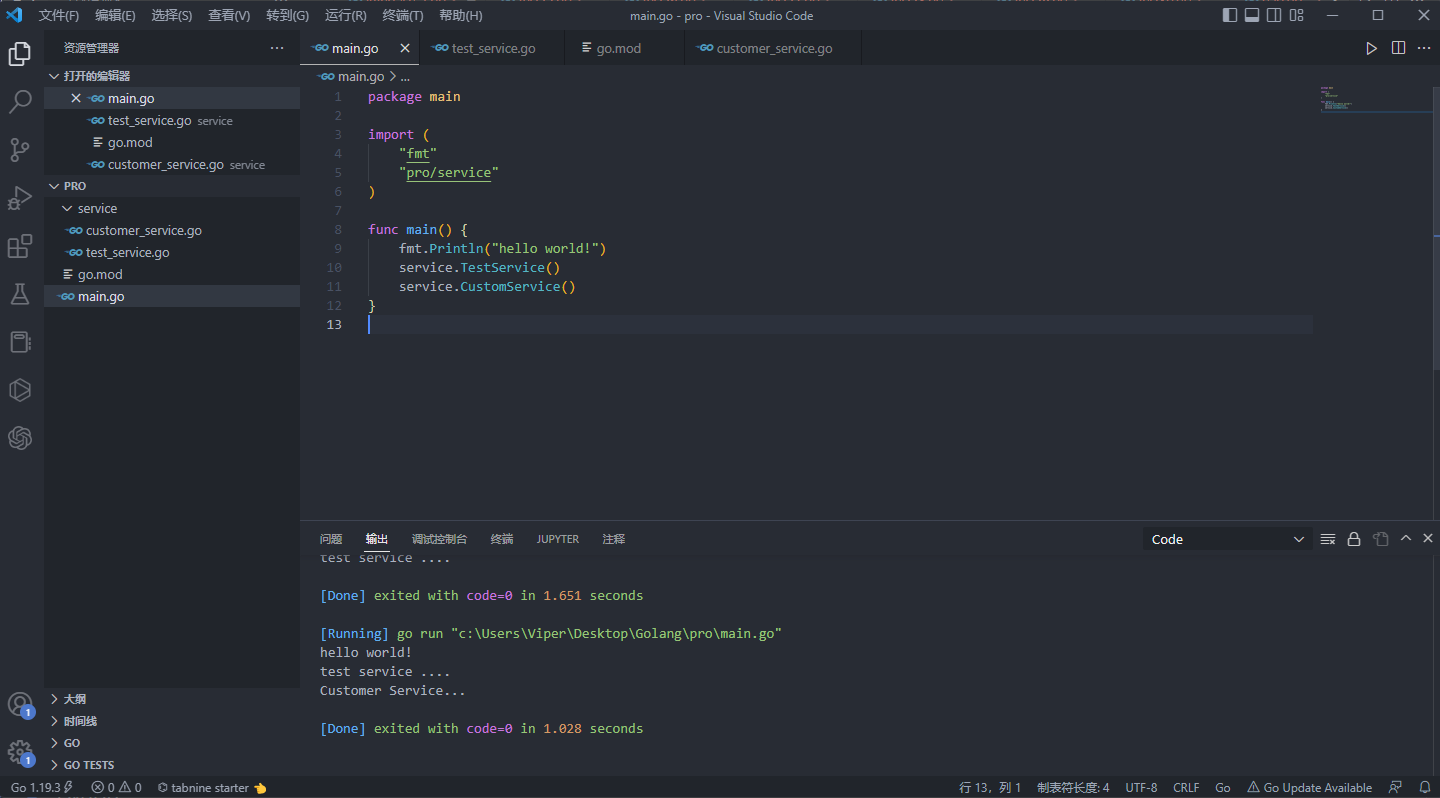 文件(F) 编辑(E) 选择(S) 查看(V) 转到(G) 运行(R) 终端(T) 帮助(H) main.go - pro - Visual Studio Code
资源管理器
main.go test_service.go go.mod customer_service.go
打开的编辑器
main.go
test_service.go service
go.mod
customer_service.go service
PRO
service
customer_service.go
test_service.go
go.mod
main.go
大纲
时间线
GO
GO TESTS
main.go > ...
1 package main
2
3 import (
4 "fmt"
5 "pro/service"
6 )
7
8 func main() {
9 fmt.Println("hello world!")
10 service.TestService()
11 service.CustomService()
12 }
13
问题 输出 调试控制台 终端 JUPYTER 注释 Code
test service ....
[Done] exited with code=0 in 1.651 seconds
[Running] go run "c:\Users\Viper\Desktop\Golang\pro\main.go"
hello world!
test service ....
Customer Service...
[Done] exited with code=0 in 1.028 seconds
1
1
Go 1.19.3 0 0 tabnine starter 行 13，列 1 制表符长度: 4 UTF-8 CRLF Go Go Update Available